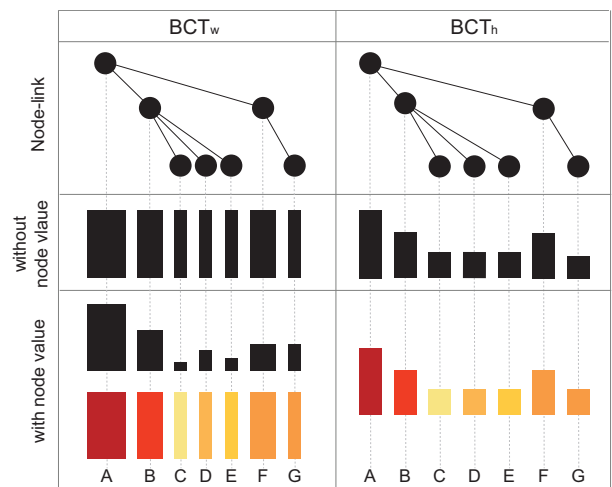 BCTw
BCTh
Node-link
without
node vlaue
with node value
A B C D E F G
A B C D E F G